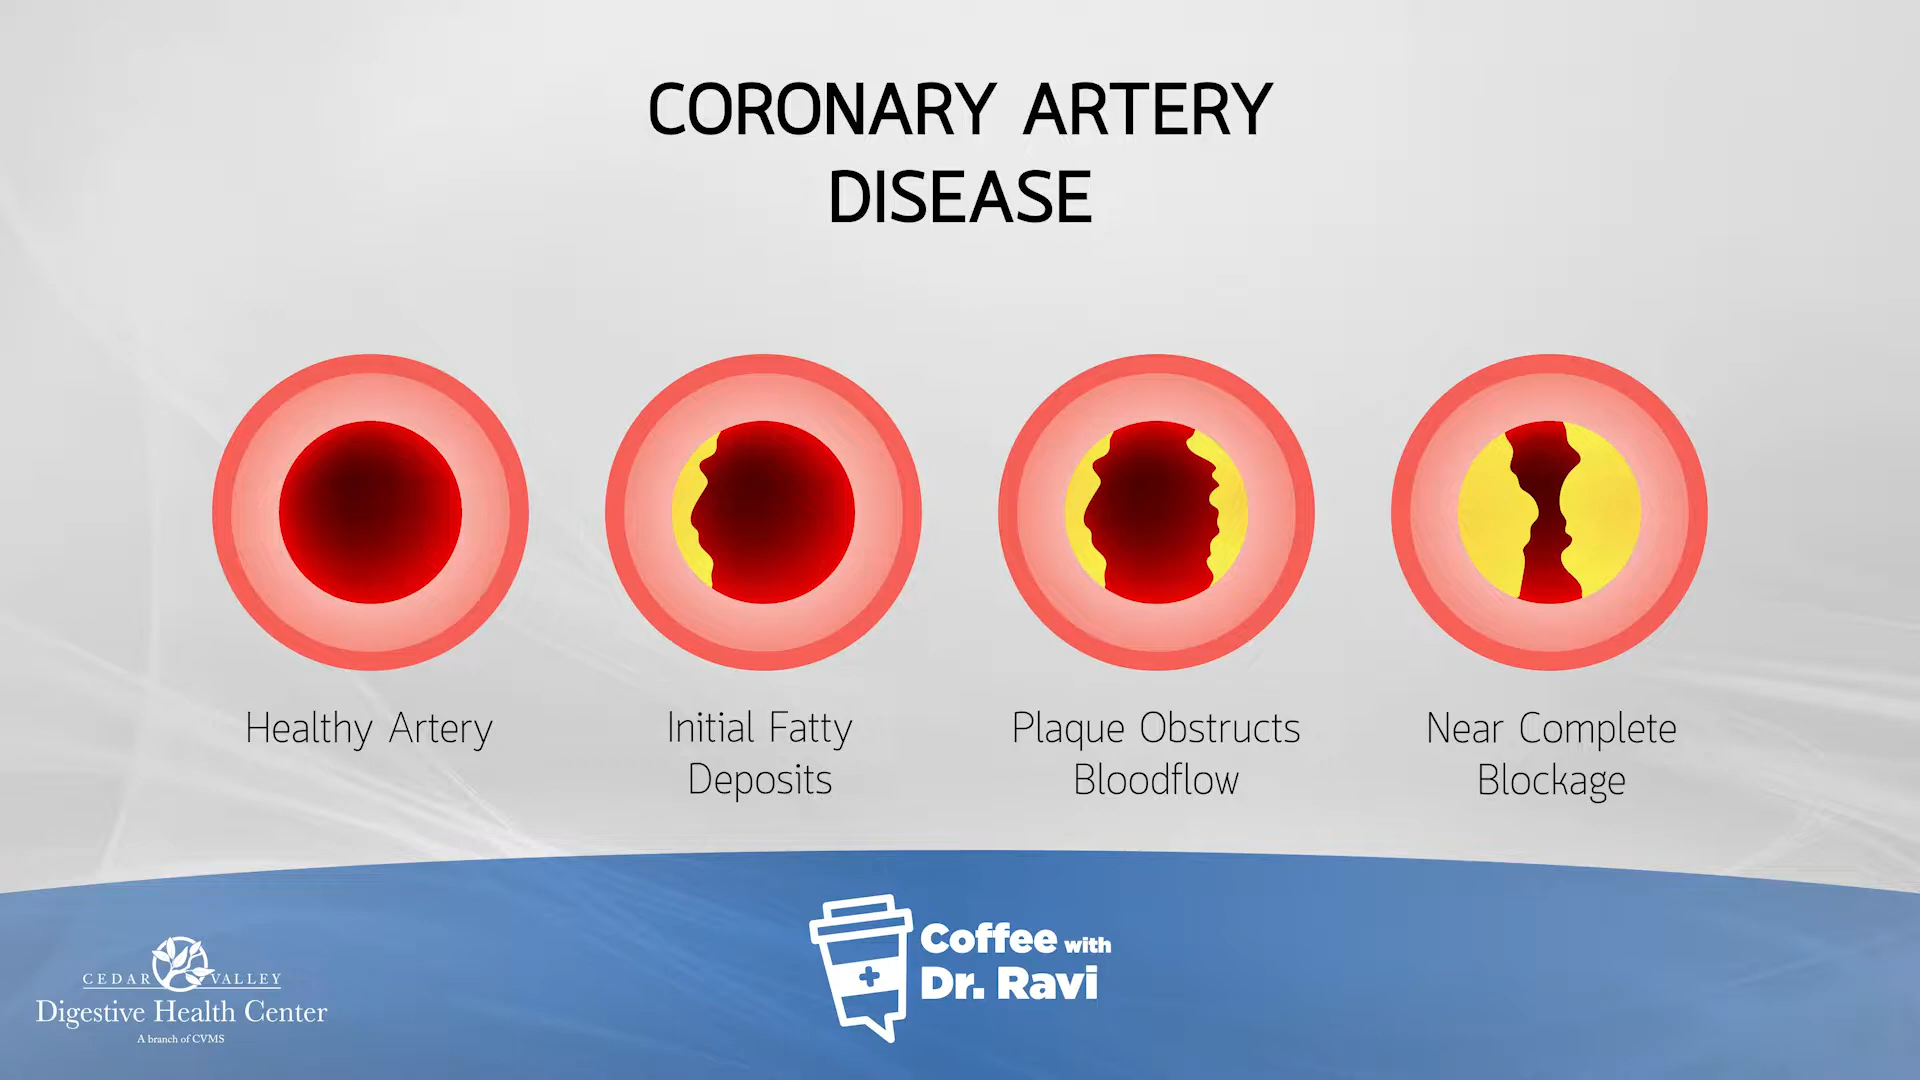 CORONARY ARTERY
DISEASE
Healthy Artery
Initial Fatty
Deposits
Plaque Obstructs
Bloodflow
Near Complete
Blockage
CEDAR VALLEY
Digestive Health Center
A branch of CVMS
Coffee with
Dr. Ravi